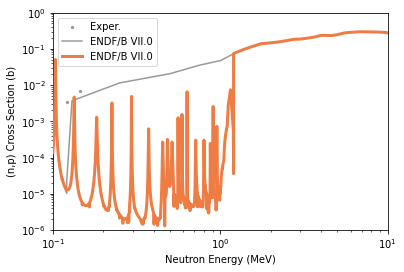 Exper.
ENDF/B VII.0
ENDF/B VII.0
(n,p) Cross Section (b)
10⁰
10⁻¹
10⁻²
10⁻³
10⁻⁴
10⁻⁵
10⁻⁶
10⁻¹ 10⁰ 10¹
Neutron Energy (MeV)